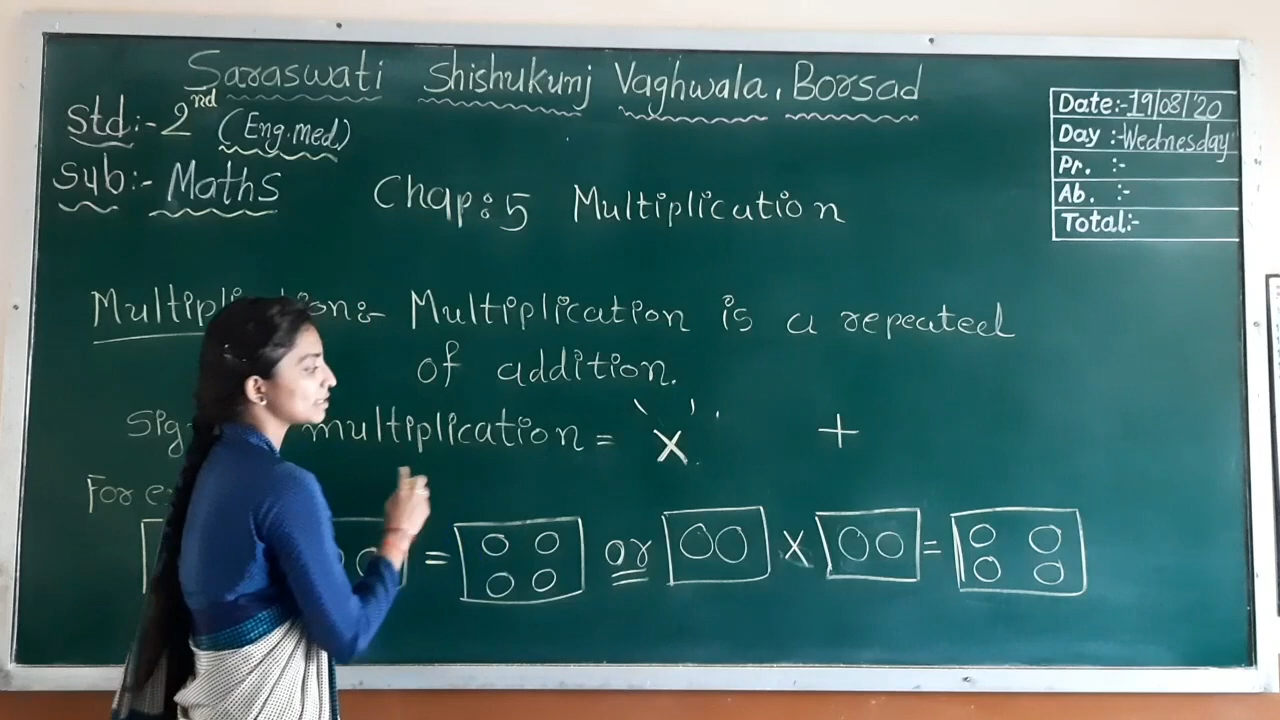 Saraswati Shishukunj Vaghwala, Borsad
Std:- 2nd (Eng.med)
Sub:- Maths
Date:- 19/08/'20
Day :- Wednesday
Pr. :-
Ab. :-
Total:-
Chap:5 Multiplication
Multiplication:- Multiplication is a repeated
of addition.
multiplication = 'x' +
For
= or x =